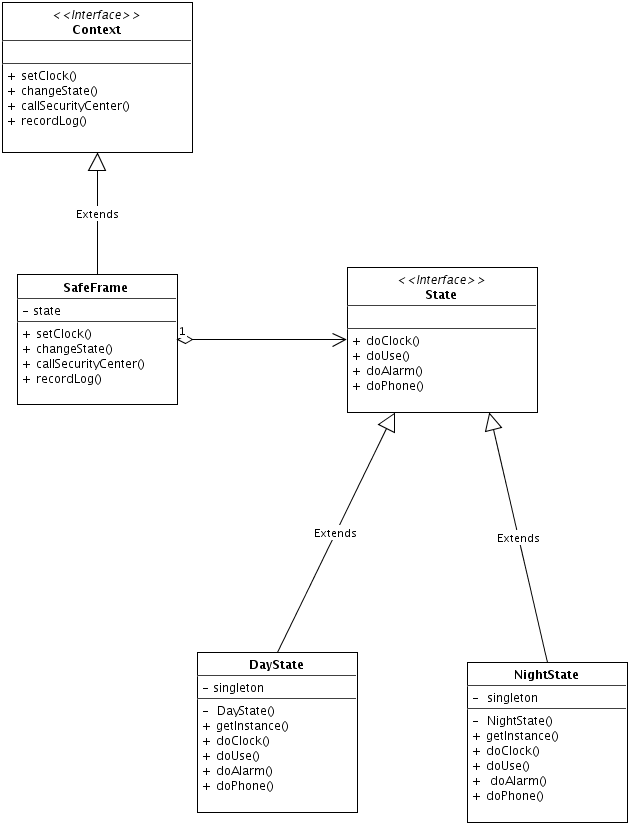 <<Interface>>
Context
+ setClock()
+ changeState()
+ callSecurityCenter()
+ recordLog()
Extends
SafeFrame
- state
+ setClock()
+ changeState()
+ callSecurityCenter()
+ recordLog()
1
<<Interface>>
State
+ doClock()
+ doUse()
+ doAlarm()
+ doPhone()
Extends
Extends
DayState
- singleton
- DayState()
+ getInstance()
+ doClock()
+ doUse()
+ doAlarm()
+ doPhone()
NightState
- singleton
- NightState()
+ getInstance()
+ doClock()
+ doUse()
+ doAlarm()
+ doPhone()